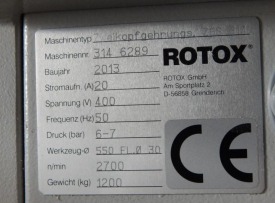 Maschinentyp
Maschinennr. 314 6289
Baujahr 2013
Stromaufn. (A) 20
Spannung (V) 400
Frequenz (Hz) 50
Druck (bar) 6-7
Werkzeug-Ø 550 FL.Ø 30
n/min 2700
Gewicht (kg) 1200
ROTOX®
ROTOX GmbH
Am Sportplatz 2
D-56858 Grenderich
CE